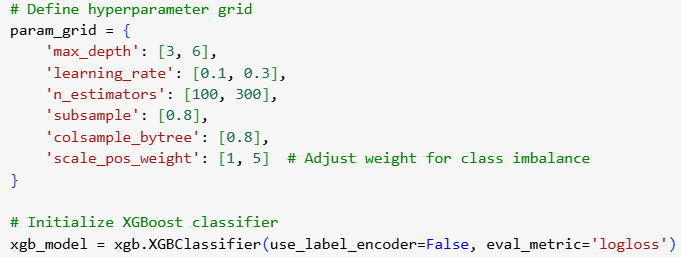 # Define hyperparameter grid
param_grid = {
    'max_depth': [3, 6],
    'learning_rate': [0.1, 0.3],
    'n_estimators': [100, 300],
    'subsample': [0.8],
    'colsample_bytree': [0.8],
    'scale_pos_weight': [1, 5]  # Adjust weight for class imbalance
}
# Initialize XGBoost classifier
xgb_model = xgb.XGBClassifier(use_label_encoder=False, eval_metric='logloss')